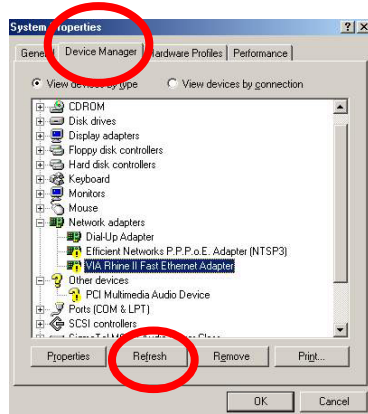 System Properties
? X
General Device Manager Hardware Profiles Performance
View devices by type View devices by connection
CDROM
Disk drives
Display adapters
Floppy disk controllers
Hard disk controllers
Keyboard
Monitors
Mouse
Network adapters
Dial-Up Adapter
Efficient Networks P.P.P.o.E. Adapter (NTSP3)
VIA Rhine II Fast Ethernet Adapter
Other devices
PCI Multimedia Audio Device
Ports (COM & LPT)
SCSI controllers
Properties Refresh Remove Print...
OK Cancel